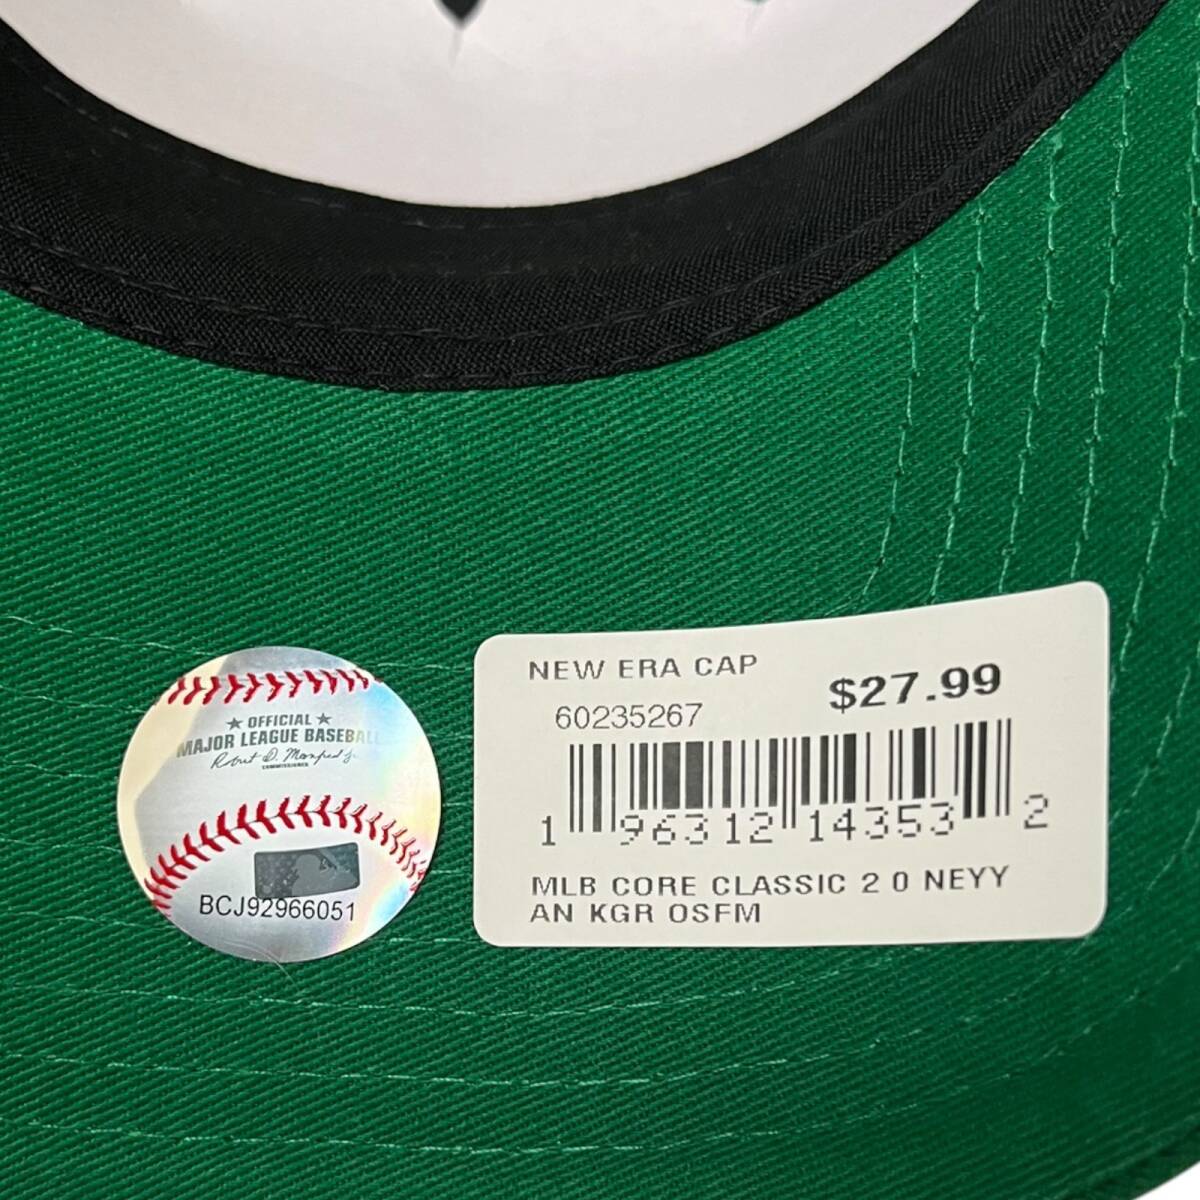 ★ OFFICIAL ★
MAJOR LEAGUE BASEBALL
COMMISSIONER
BCJ92966051
NEW ERA CAP
$27.99
60235267
1 96312 14353 2
MLB CORE CLASSIC 2 0 NEYY
AN KGR OSFM